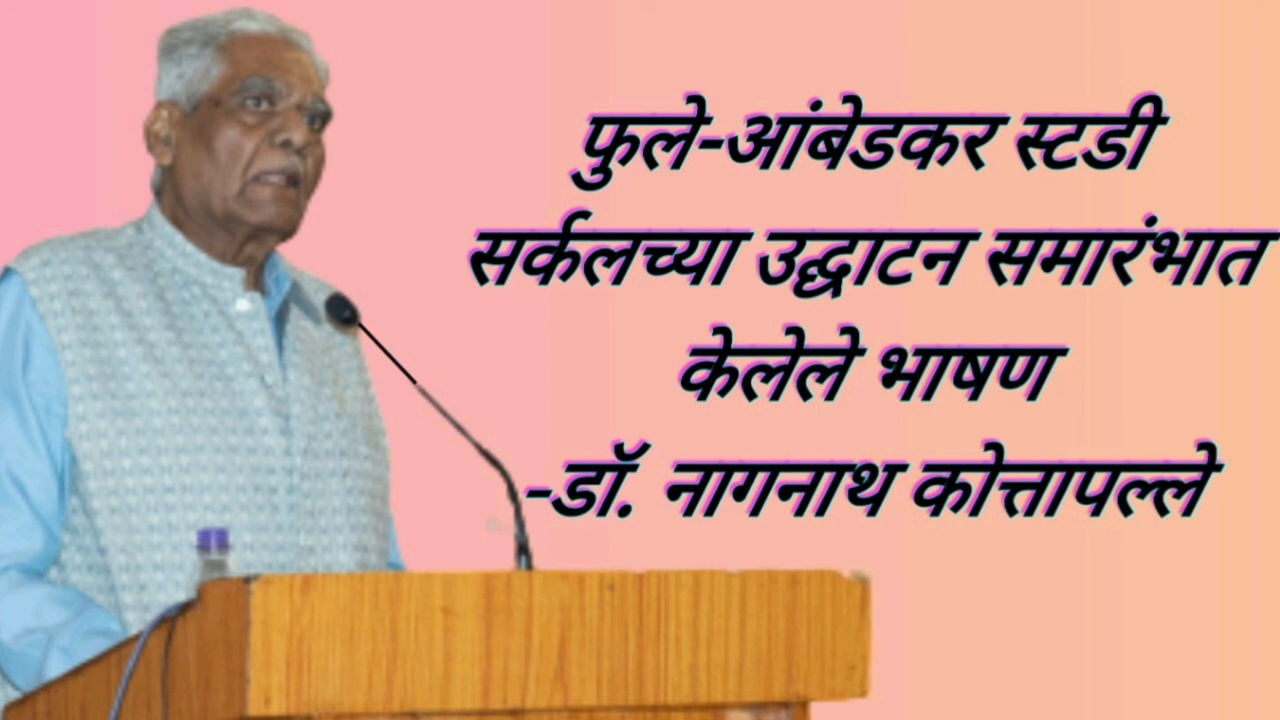 फुले-आंबेडकर स्टडी
सर्कलच्या उद्घाटन समारंभात
केलेले भाषण
-डॉ. नागनाथ कोत्तापल्ले